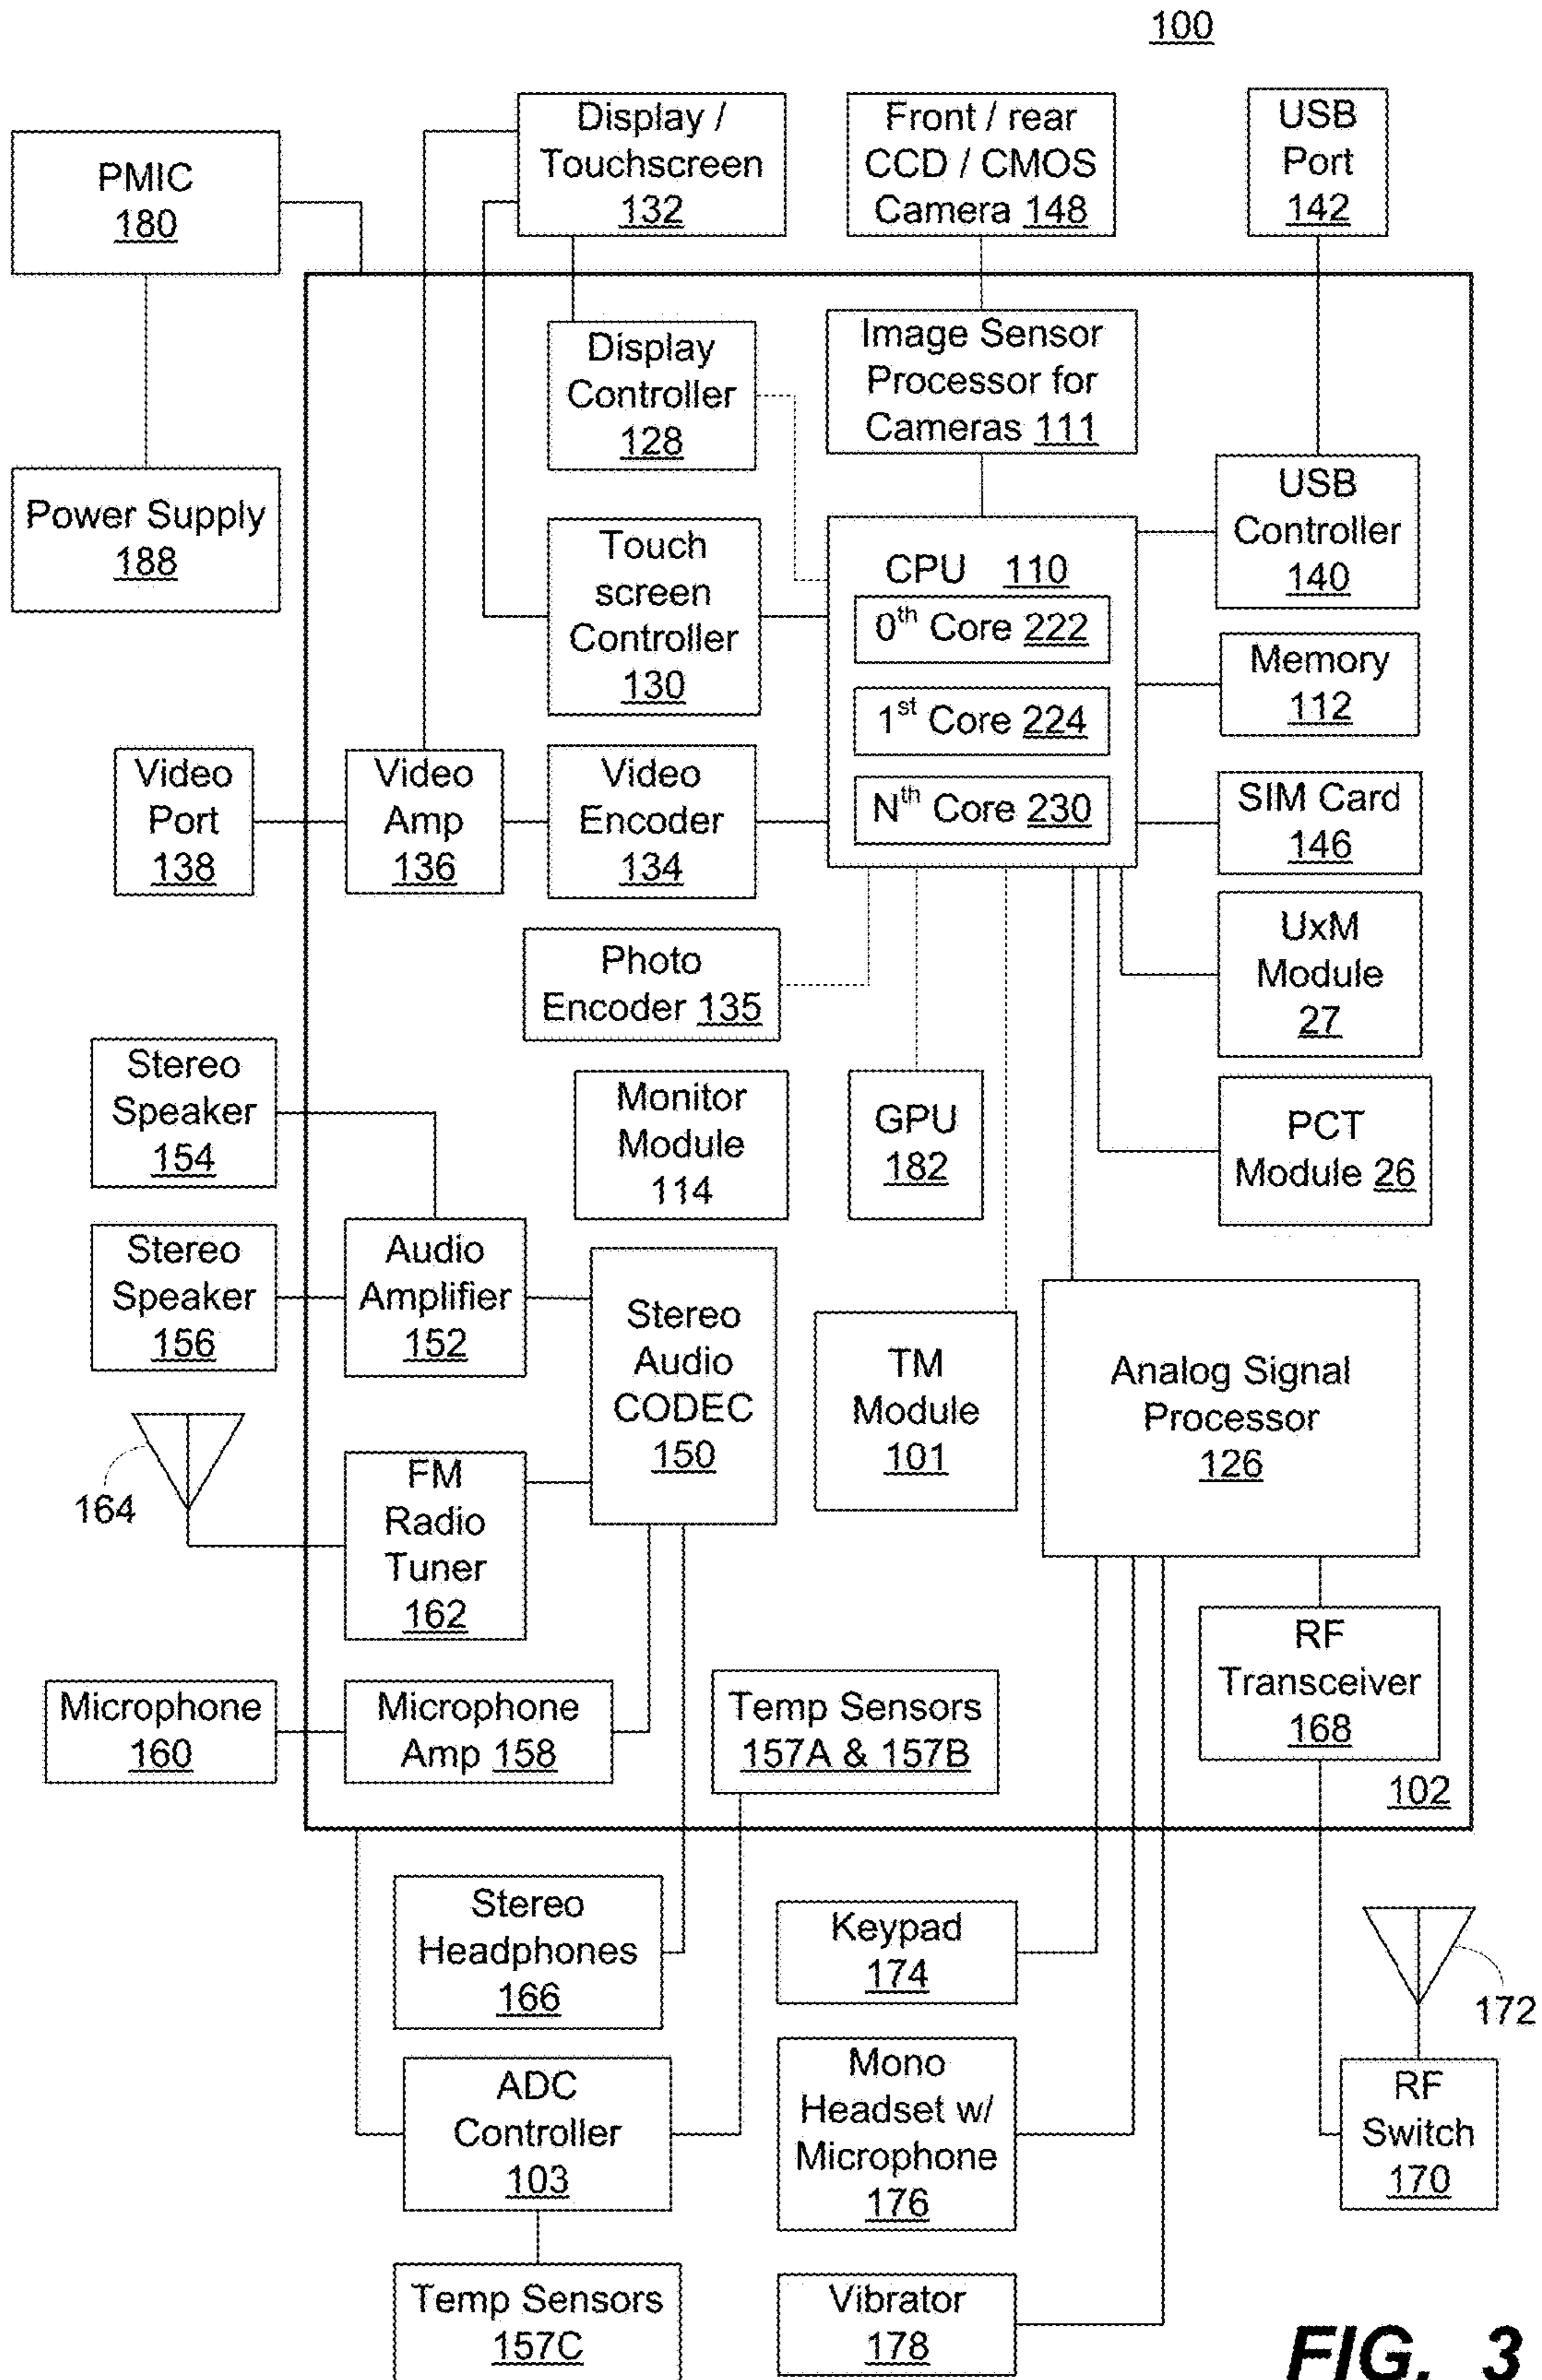 100
PMIC
180
Display /
Touchscreen
132
Front / rear
CCD / CMOS
Camera 148
USB
Port
142
Display
Controller
128
Image Sensor
Processor for
Cameras 111
Power Supply
188
Touch
screen
Controller
130
CPU 110
0th Core 222
1st Core 224
Nth Core 230
USB
Controller
140
Memory
112
Video
Port
138
Video
Amp
136
Video
Encoder
134
SIM Card
146
Photo
Encoder 135
UxM
Module
27
Stereo
Speaker
154
Monitor
Module
114
GPU
182
PCT
Module 26
Stereo
Speaker
156
Audio
Amplifier
152
Stereo
Audio
CODEC
150
TM
Module
101
Analog Signal
Processor
126
164
FM
Radio
Tuner
162
RF
Transceiver
168
Microphone
160
Microphone
Amp 158
Temp Sensors
157A & 157B
102
Stereo
Headphones
166
Keypad
174
172
ADC
Controller
103
Mono
Headset w/
Microphone
176
RF
Switch
170
Temp Sensors
157C
Vibrator
178
FIG. 3